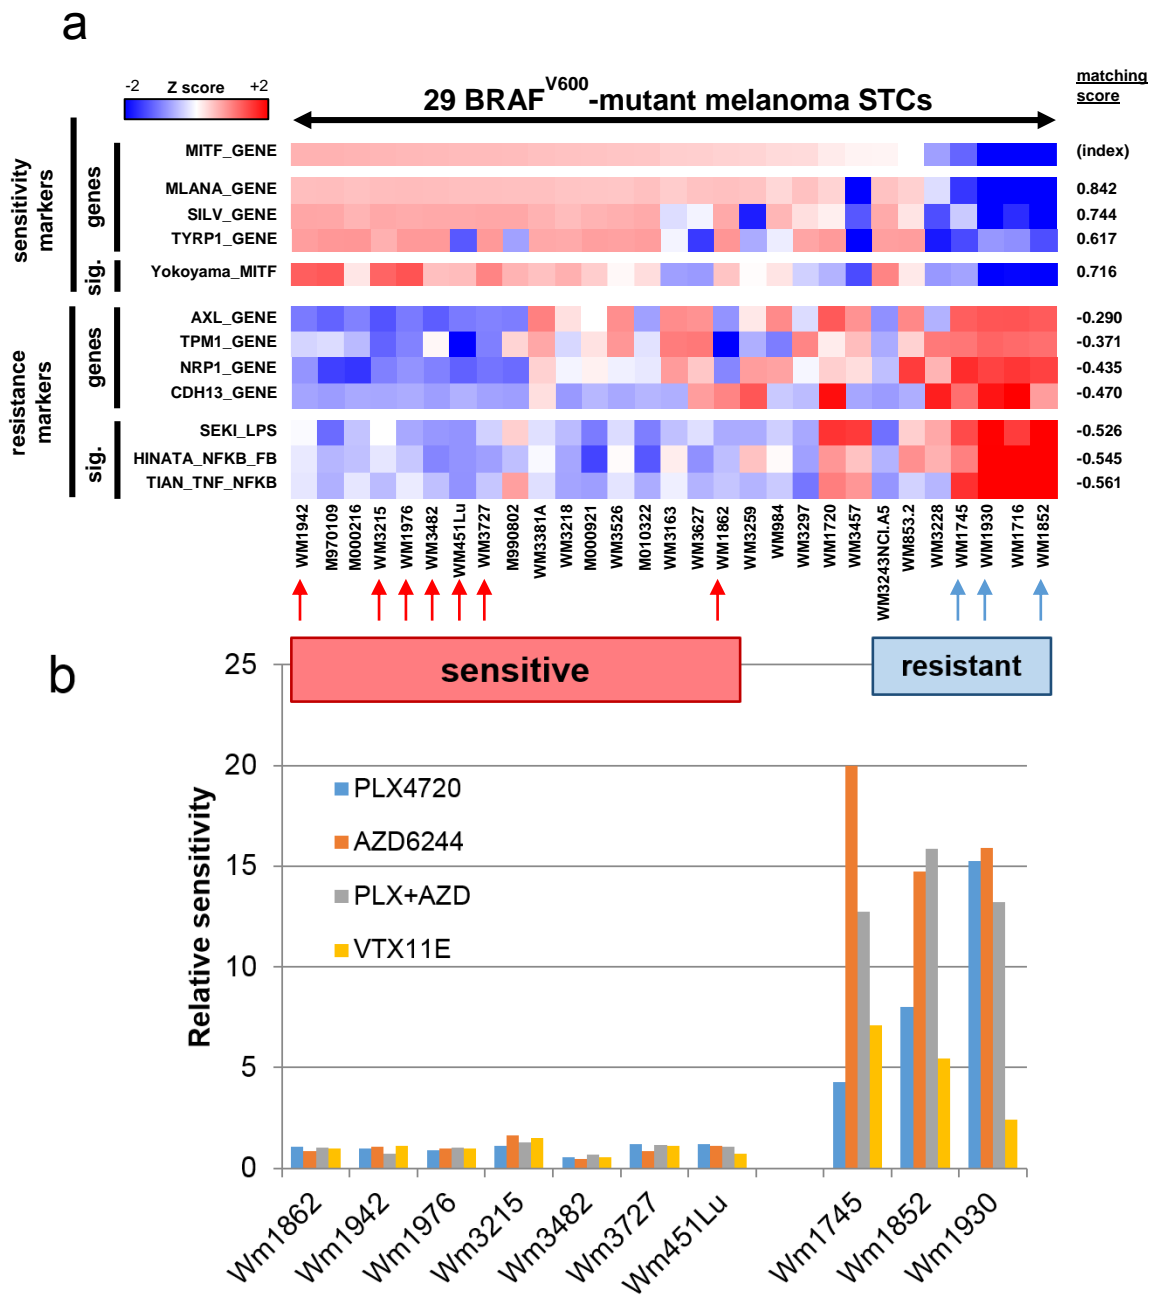 a
-2 Z score +2
matching
score
29 BRAF^V600-mutant melanoma STCs
sensitivity
markers
genes
sig.
MITF_GENE (index)
MLANA_GENE 0.842
SILV_GENE 0.744
TYRP1_GENE 0.617
Yokoyama_MITF 0.716
resistance
markers
genes
sig.
AXL_GENE -0.290
TPM1_GENE -0.371
NRP1_GENE -0.435
CDH13_GENE -0.470
SEKI_LPS -0.526
HINATA_NFKB_FB -0.545
TIAN_TNF_NFKB -0.561
WM1942
M970109
M000216
WM3215
WM1976
WM3482
WM451Lu
WM3727
M990802
WM3381A
WM3218
M000921
WM3526
M010322
WM3163
WM3627
WM1862
WM3259
WM984
WM3297
WM1720
WM3457
WM3243NCI.A5
WM853.2
WM3228
WM1745
WM1930
WM1716
WM1852
b
sensitive
resistant
Relative sensitivity
25
20
15
10
5
0
PLX4720
AZD6244
PLX+AZD
VTX11E
Wm1862
Wm1942
Wm1976
Wm3215
Wm3482
Wm3727
Wm451Lu
Wm1745
Wm1852
Wm1930